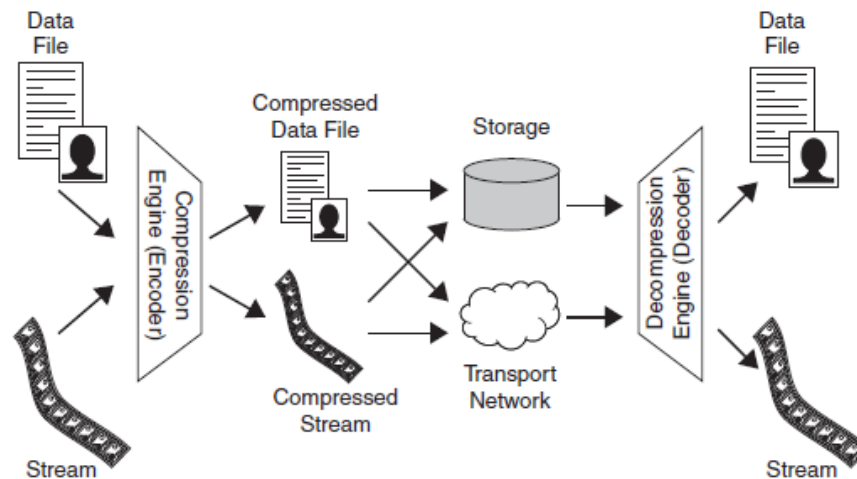 Data
File
Stream
Compression
Engine (Encoder)
Compressed
Data File
Compressed
Stream
Storage
Transport
Network
Decompression
Engine (Decoder)
Data
File
Stream